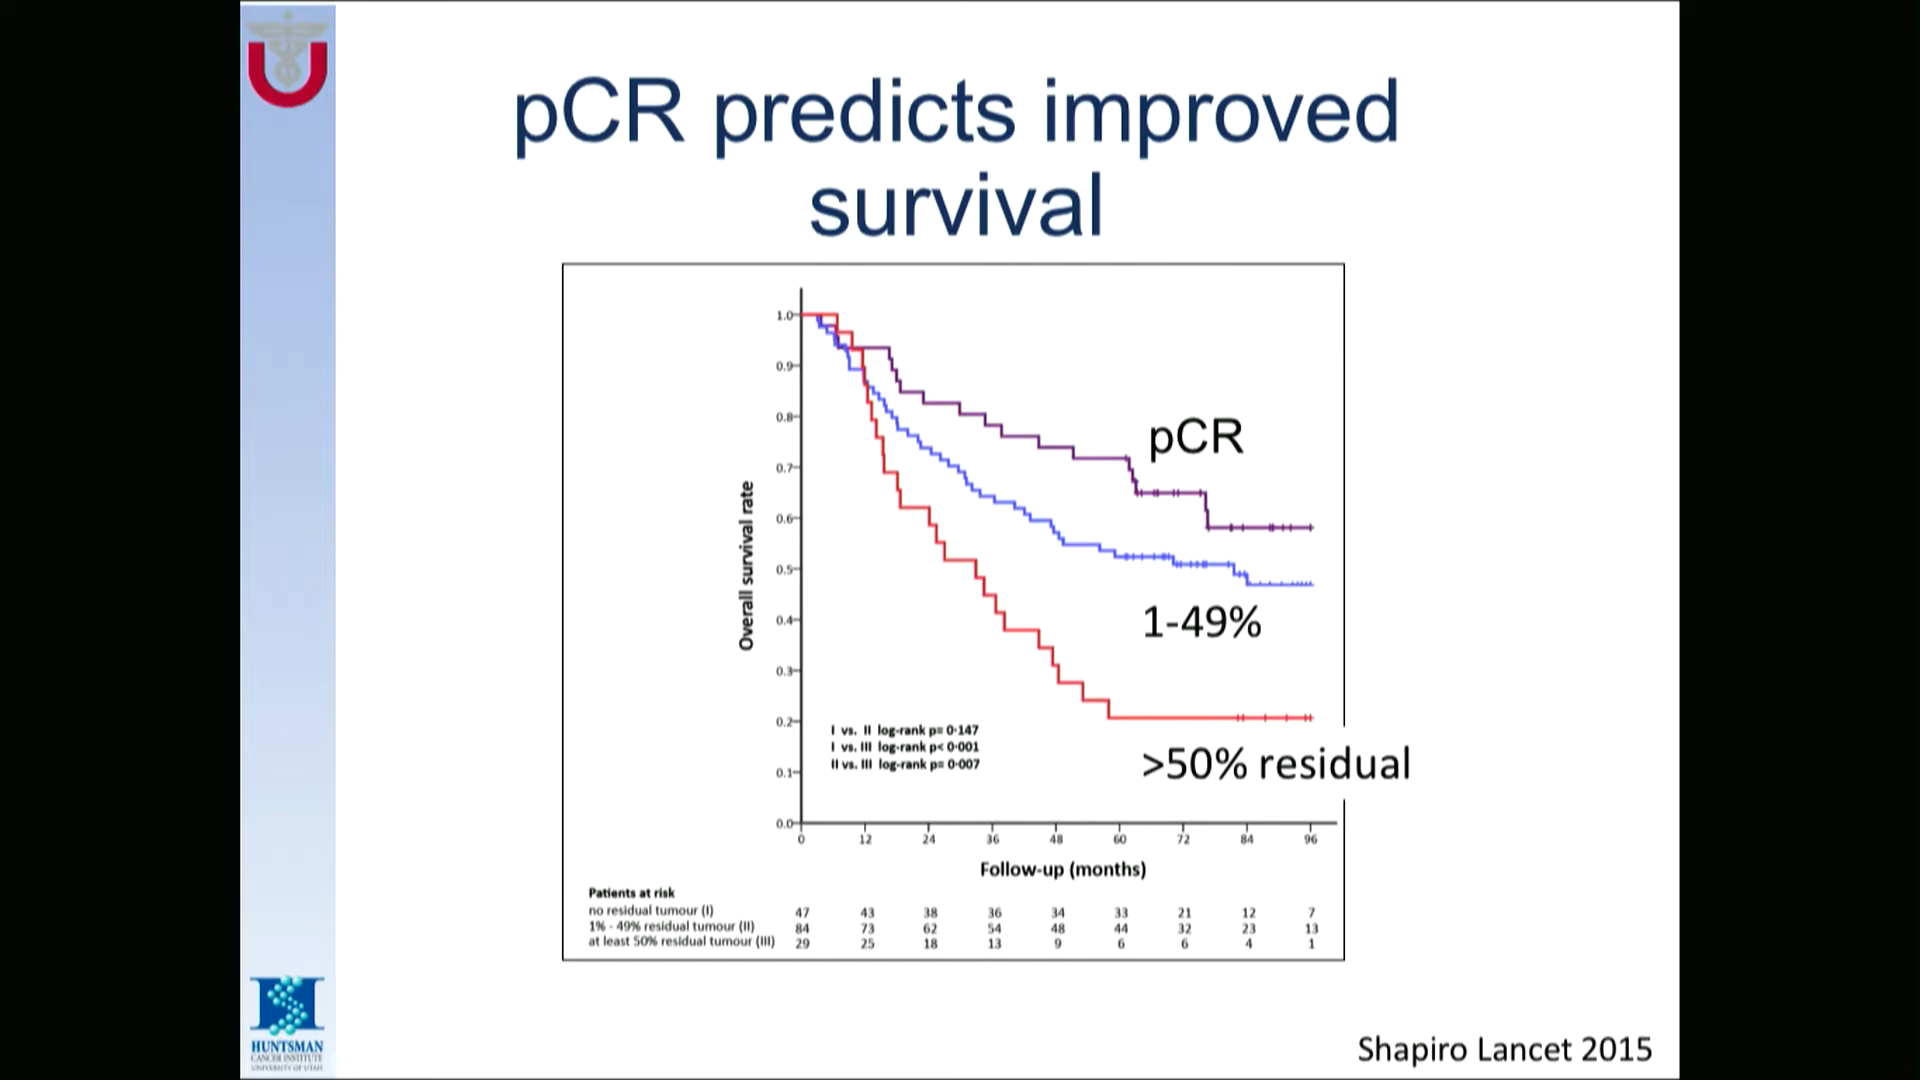 pCR predicts improved
survival
1.0
0.9
0.8
0.7
0.6
0.5
0.4
0.3
0.2
0.1
0.0
Overall survival rate
pCR
1-49%
>50% residual
I vs. II log-rank p= 0·147
I vs. III log-rank p< 0·001
II vs. III log-rank p= 0·007
0 12 24 36 48 60 72 84 96
Follow-up (months)
Patients at risk
no residual tumour (I) 47 43 38 36 34 33 21 12 7
1% - 49% residual tumour (II) 84 73 62 54 48 44 32 23 13
at least 50% residual tumour (III) 29 25 18 13 9 6 6 4 1
HUNTSMAN
CANCER INSTITUTE
UNIVERSITY OF UTAH
Shapiro Lancet 2015